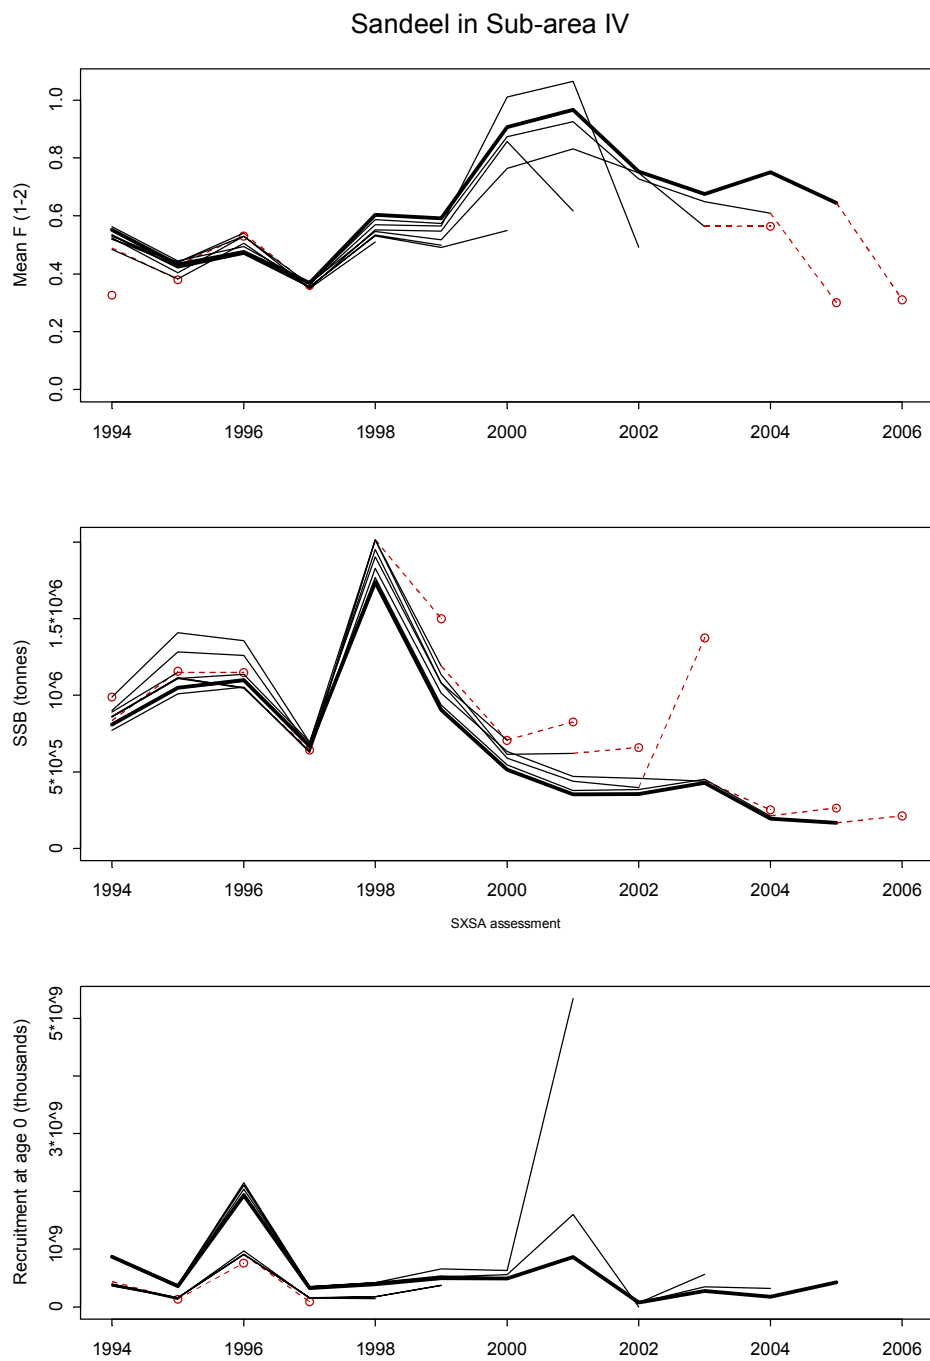 Sandeel in Sub-area IV
Mean F (1-2)
1.0
0.8
0.6
0.4
0.2
0.0
1994 1996 1998 2000 2002 2004 2006
SSB (tonnes)
1.5*10^6
10^6
5*10^5
0
1994 1996 1998 2000 2002 2004 2006
SXSA assessment
Recruitment at age 0 (thousands)
5*10^9
3*10^9
10^9
0
1994 1996 1998 2000 2002 2004 2006